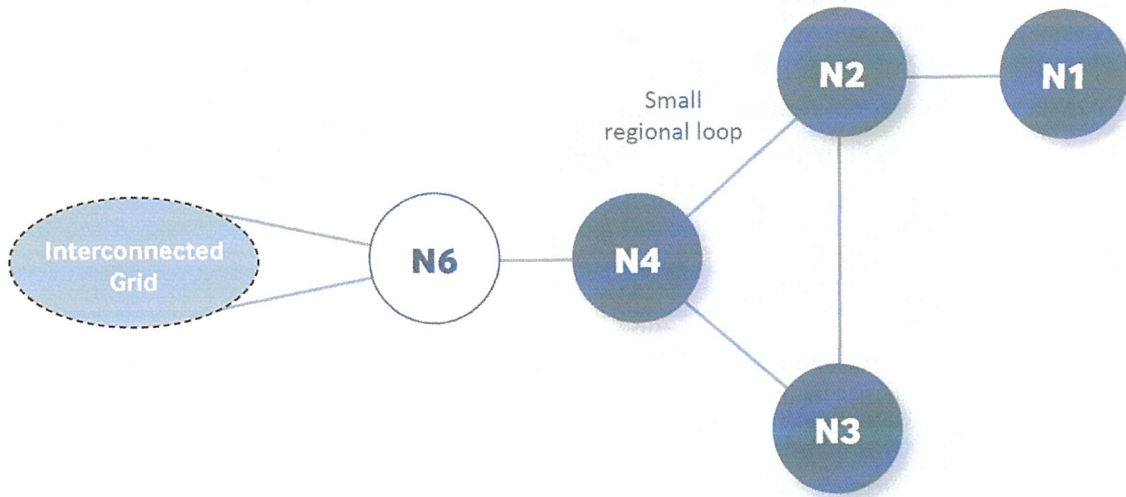 N2
N1
Small
regional loop
Interconnected
Grid
N6
N4
N3